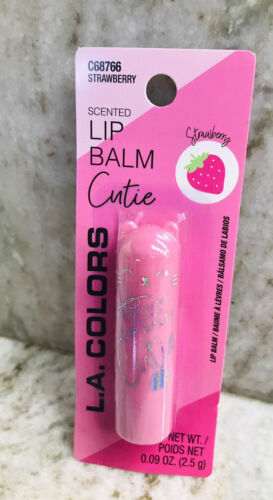 C68766
STRAWBERRY
SCENTED
LIP
BALM
Cutie
Strawberry
L.A. COLORS
LIP BALM / BAUME À LÈVRES / BÁLSAMO DE LABIOS
NET WT. /
POIDS NET
0.09 OZ. (2.5 g)